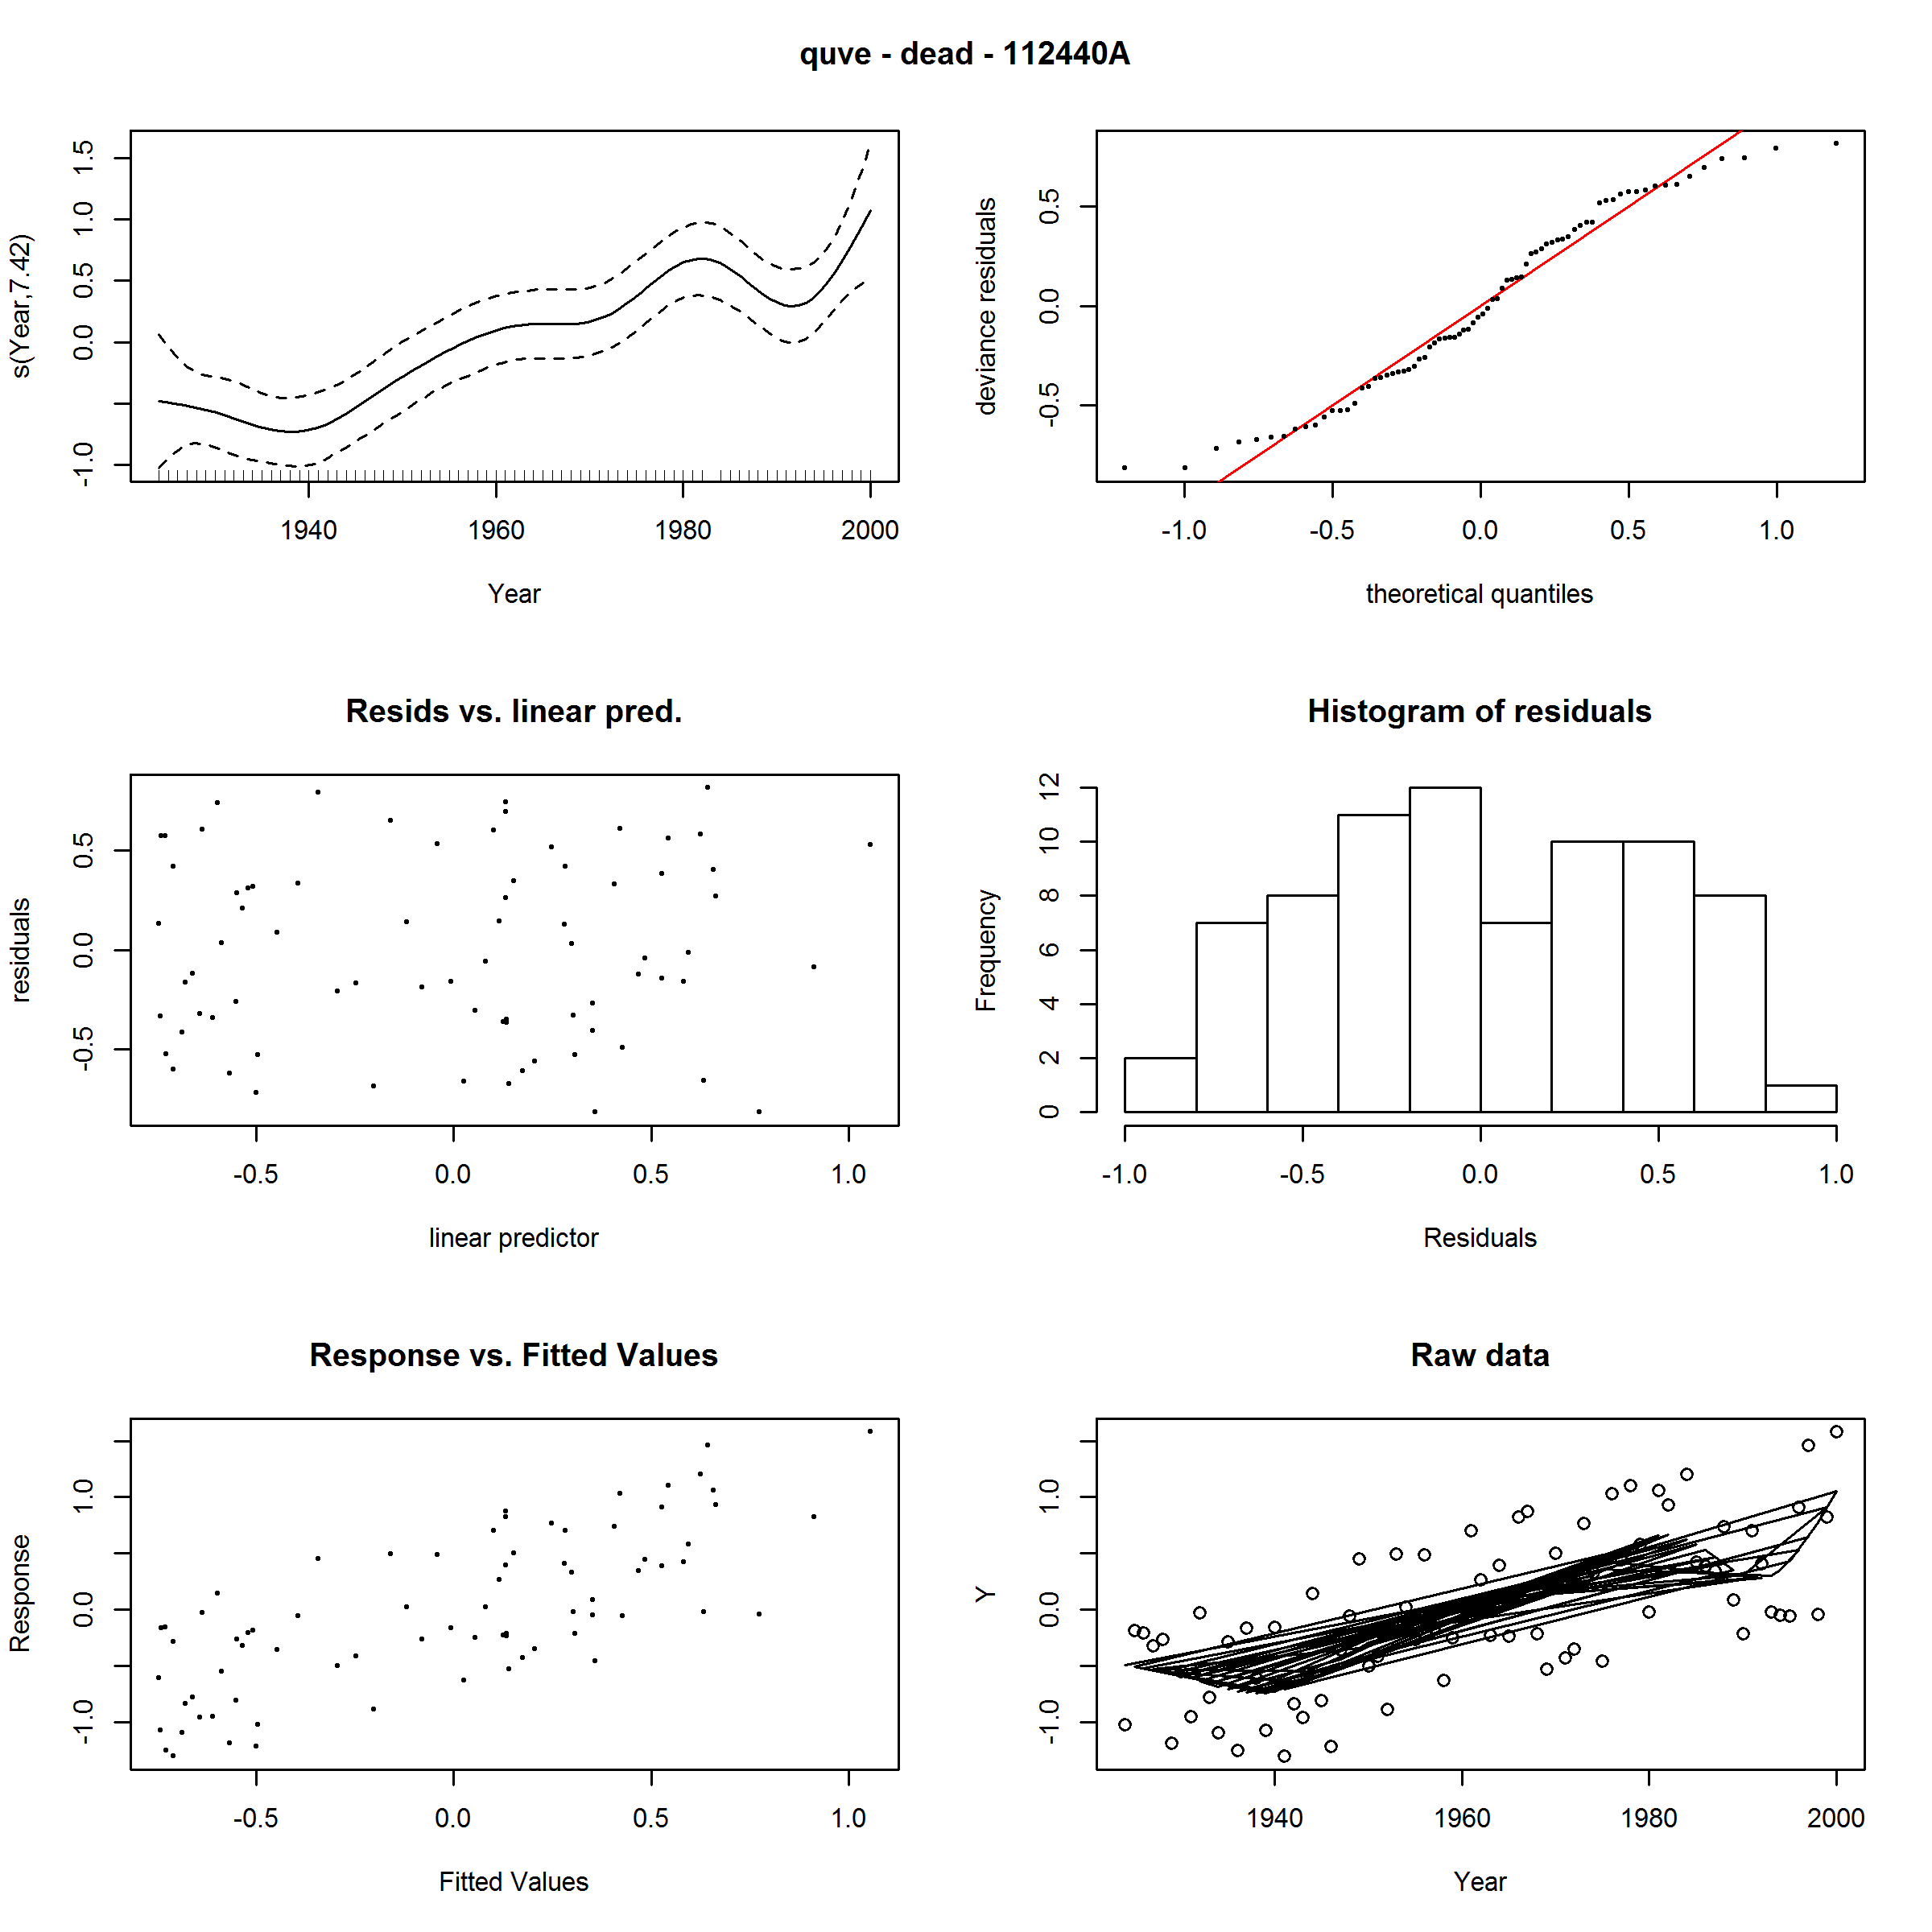 quve - dead - 112440A
s(Year,7.42)
-1.0 0.0 0.5 1.0 1.5
1940 1960 1980 2000
Year
deviance residuals
-0.5 0.0 0.5
-1.0 -0.5 0.0 0.5 1.0
theoretical quantiles
Resids vs. linear pred.
residuals
-0.5 0.0 0.5
-0.5 0.0 0.5 1.0
linear predictor
Histogram of residuals
Frequency
0 2 4 6 8 10 12
-1.0 -0.5 0.0 0.5 1.0
Residuals
Response vs. Fitted Values
Response
-1.0 0.0 1.0
-0.5 0.0 0.5 1.0
Fitted Values
Raw data
Y
-1.0 0.0 1.0
1940 1960 1980 2000
Year